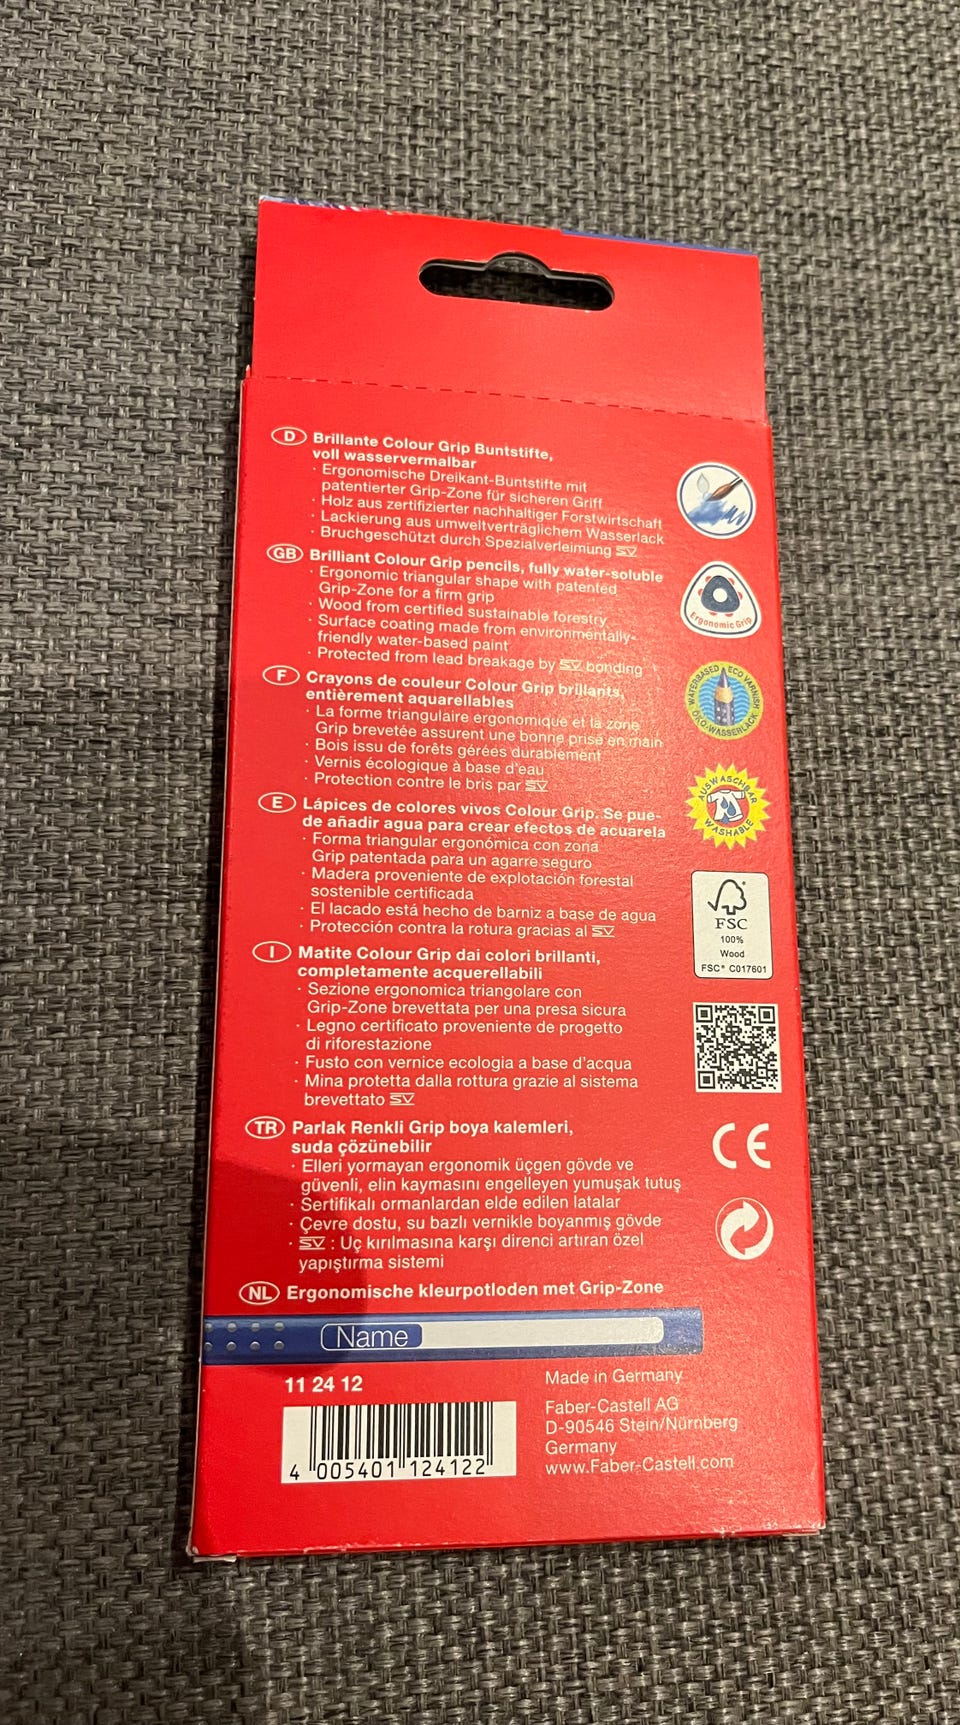 D Brillante Colour Grip Buntstifte,
voll wasservermalbar
· Ergonomische Dreikant-Buntstifte mit
patentierter Grip-Zone für sicheren Griff
· Holz aus zertifizierter nachhaltiger Forstwirtschaft
· Lackierung aus umweltverträglichem Wasserlack
· Bruchgeschützt durch Spezialverleimung SV
GB Brilliant Colour Grip pencils, fully water-soluble
· Ergonomic triangular shape with patented
Grip-Zone for a firm grip
· Wood from certified sustainable forestry
· Surface coating made from environmentally-
friendly water-based paint
· Protected from lead breakage by SV bonding
F Crayons de couleur Colour Grip brillants,
entièrement aquarellables
· La forme triangulaire ergonomique et la zone
Grip brevetée assurent une bonne prise en main
· Bois issu de forêts gérées durablement
· Vernis écologique à base d'eau
· Protection contre le bris par SV
E Lápices de colores vivos Colour Grip. Se pue-
de añadir agua para crear efectos de acuarela
· Forma triangular ergonómica con zona
Grip patentada para un agarre seguro
· Madera proveniente de explotación forestal
sostenible certificada
· El lacado está hecho de barniz a base de agua
· Protección contra la rotura gracias al SV
I Matite Colour Grip dai colori brillanti,
completamente acquerellabili
· Sezione ergonomica triangolare con
Grip-Zone brevettata per una presa sicura
· Legno certificato proveniente de progetto
di riforestazione
· Fusto con vernice ecologia a base d'acqua
· Mina protetta dalla rottura grazie al sistema
brevettato SV
TR Parlak Renkli Grip boya kalemleri,
suda çözünebilir
· Elleri yormayan ergonomik üçgen gövde ve
güvenli, elin kaymasını engelleyen yumuşak tutuş
· Sertifikalı ormanlardan elde edilen latalar
· Çevre dostu, su bazlı vernikle boyanmış gövde
· SV : Uç kırılmasına karşı direnci artıran özel
yapıştırma sistemi
NL Ergonomische kleurpotloden met Grip-Zone
Name
11 24 12
4 005401 124122
Made in Germany
Faber-Castell AG
D-90546 Stein/Nürnberg
Germany
www.Faber-Castell.com
Ergonomic Grip
WATERBASED ECO VARNISH
ÖKO-WASSERLACK
AUSWASCHBAR
WASHABLE
FSC
100%
Wood
FSC® C017601
CE